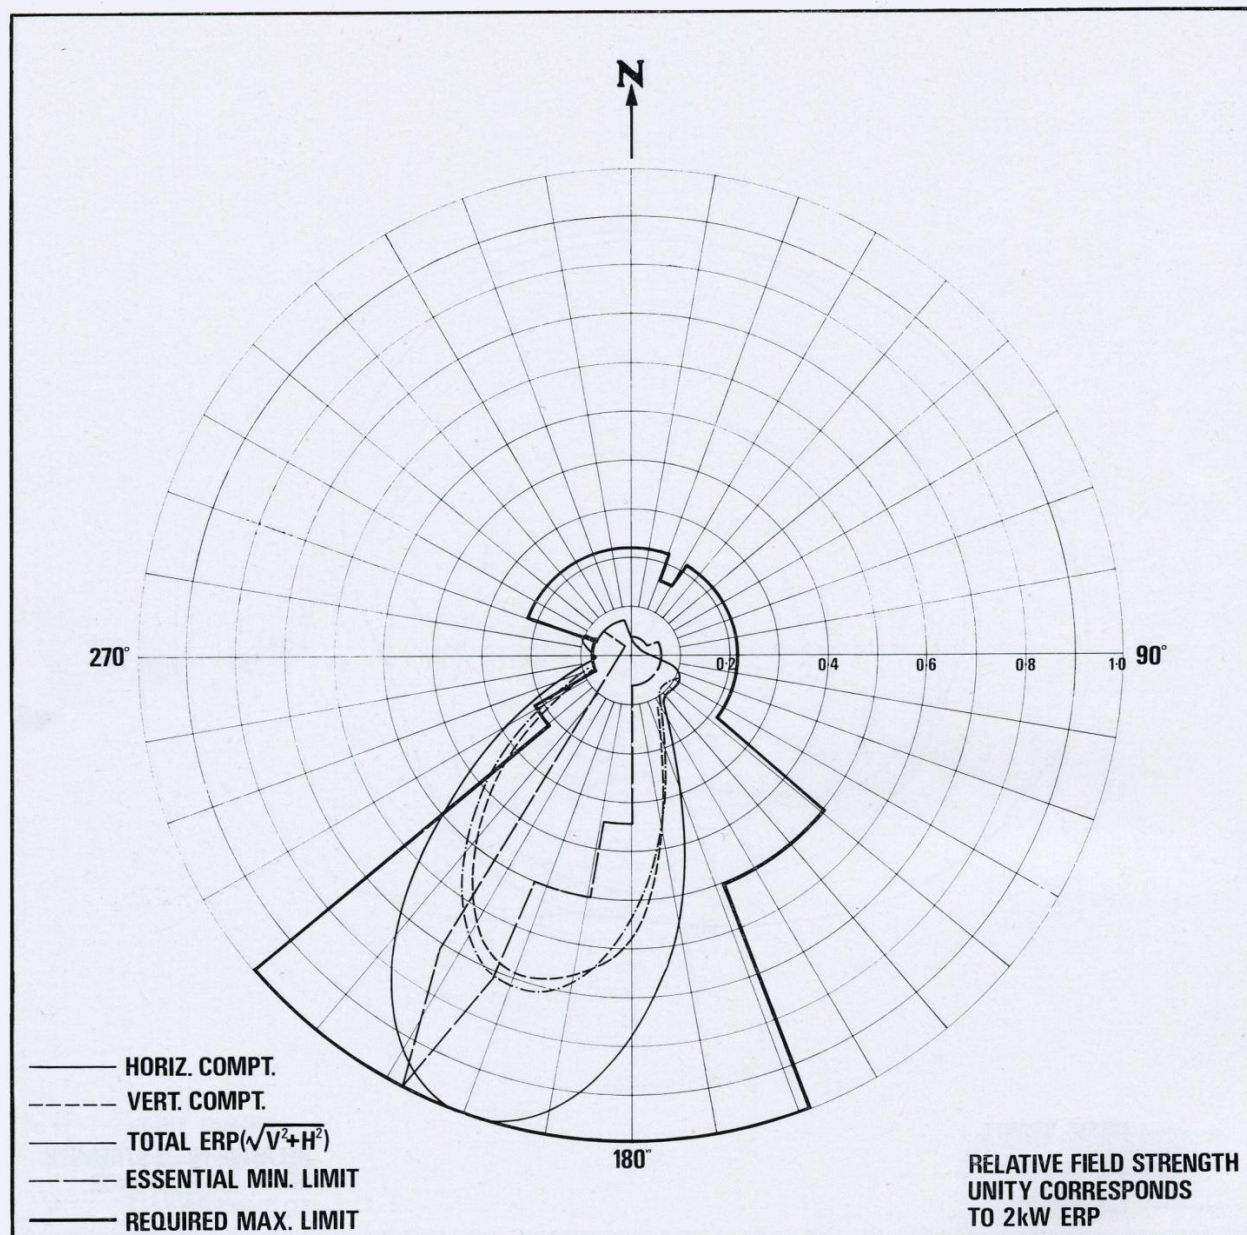 N
270°
0·2
0·4
0·6
0·8
1·0
90°
180°
HORIZ. COMPT.
VERT. COMPT.
TOTAL ERP(√V²+H²)
ESSENTIAL MIN. LIMIT
REQUIRED MAX. LIMIT
RELATIVE FIELD STRENGTH
UNITY CORRESPONDS
TO 2kW ERP